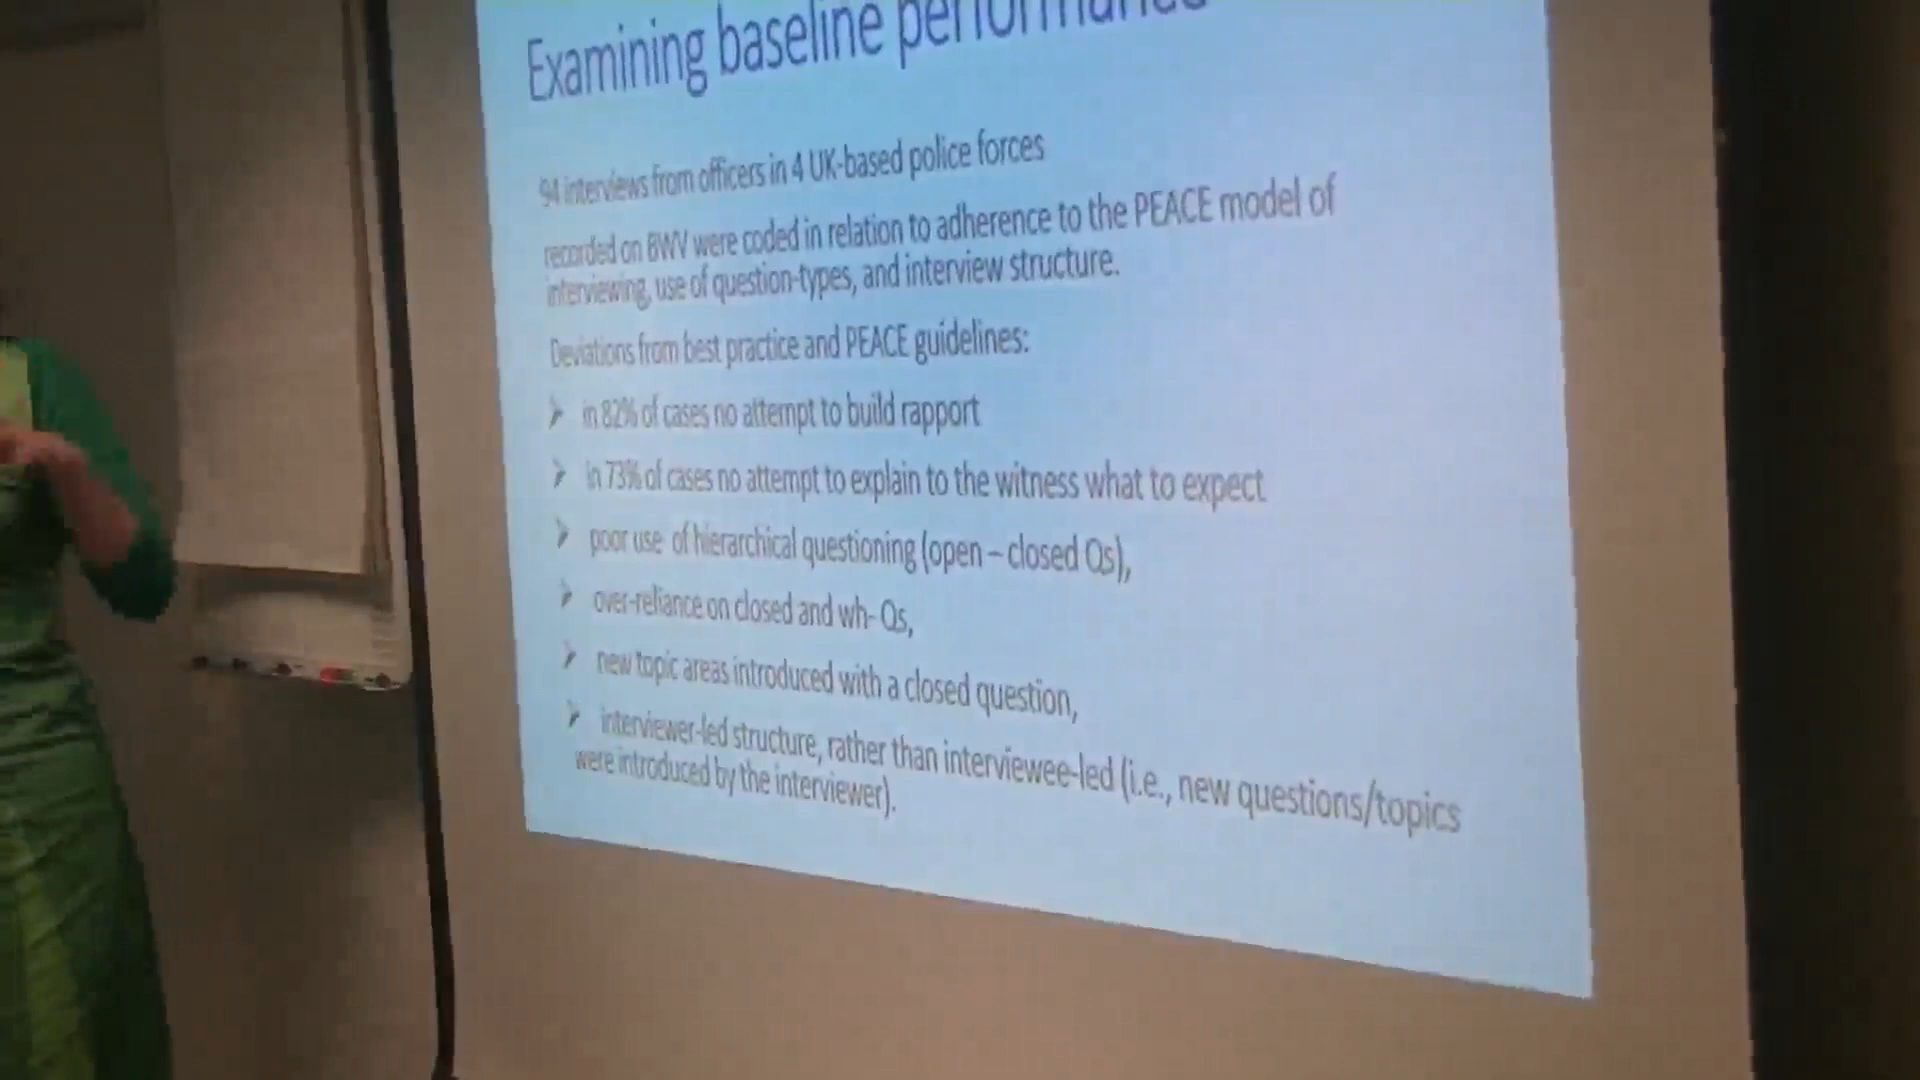 Examining baseline performance
94 interviews from officers in 4 UK-based police forces
recorded on BWV were coded in relation to adherence to the PEACE model of
interviewing, use of question-types, and interview structure.
Deviations from best practice and PEACE guidelines:
➤ in 82% of cases no attempt to build rapport
➤ in 73% of cases no attempt to explain to the witness what to expect
➤ poor use of hierarchical questioning (open – closed Qs),
➤ over-reliance on closed and wh- Qs,
➤ new topic areas introduced with a closed question,
➤ interviewer-led structure, rather than interviewee-led (i.e., new questions/topics
were introduced by the interviewer).